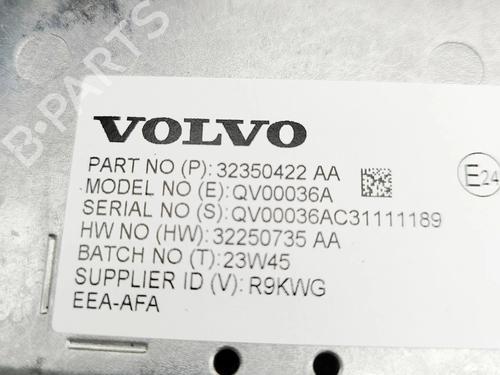 B-PARTS
VOLVO
PART NO (P): 32350422 AA
MODEL NO (E): QV00036A
SERIAL NO (S): QV00036AC31111189
HW NO (HW): 32250735 AA
BATCH NO (T): 23W45
SUPPLIER ID (V): R9KWG
EEA-AFA
E24